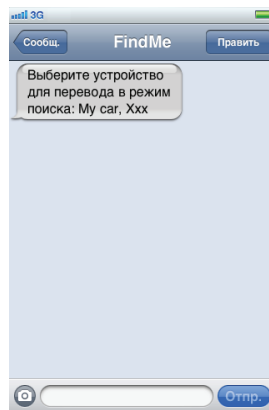 3G
Сообщ. FindMe Править
Выберите устройство
для перевода в режим
поиска: My car, Xxx
Отпр.